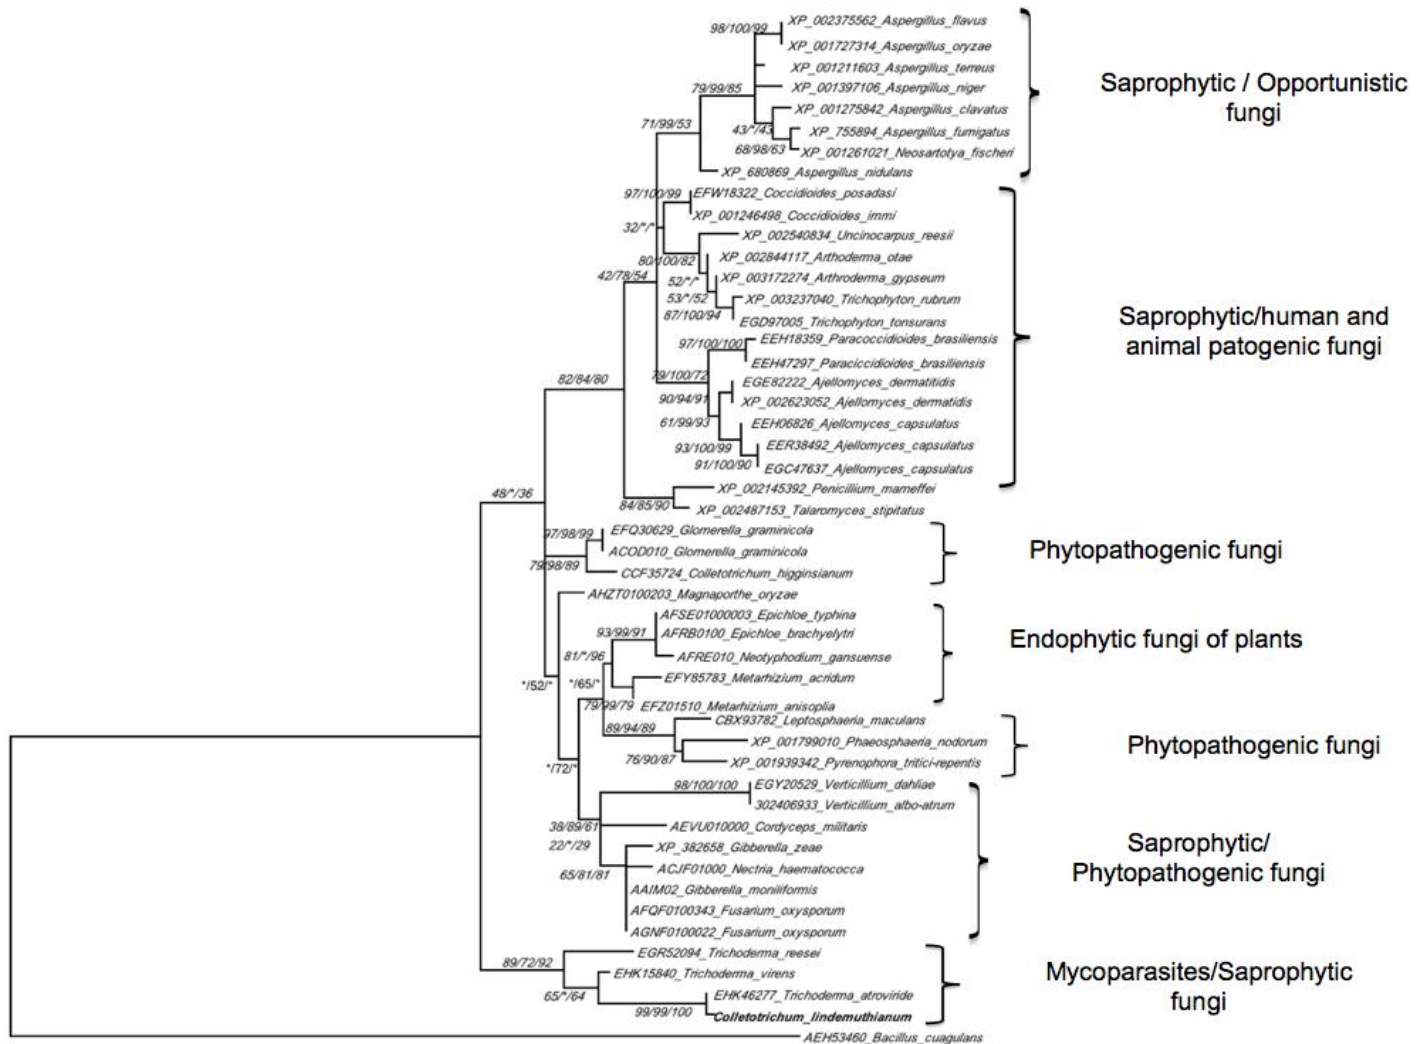 98/100/99
XP_002375562_Aspergillus_flavus
XP_001727314_Aspergillus_oryzae
XP_001211603_Aspergillus_terreus
79/99/85
XP_001397106_Aspergillus_niger
XP_001275842_Aspergillus_clavatus
71/99/53
43/*/43
XP_755894_Aspergillus_fumigatus
68/98/63
XP_001261021_Neosartotya_fischeri
XP_680869_Aspergillus_nidulans
Saprophytic / Opportunistic
fungi
97/100/99
EFW18322_Coccidioides_posadasi
XP_001246498_Coccidioides_immi
32/*/*
XP_002540834_Uncinocarpus_reesii
80/100/82
XP_002844117_Arthoderma_otae
42/78/54
52/*/*
XP_003172274_Arthroderma_gypseum
53/*/52
XP_003237040_Trichophyton_rubrum
87/100/94
EGD97005_Trichophyton_tonsurans
97/100/100
EEH18359_Paracoccidioides_brasiliensis
EEH47297_Paraciccidioides_brasiliensis
79/100/72
EGE82222_Ajellomyces_dermatitidis
90/94/91
XP_002623052_Ajellomyces_dermatidis
61/99/93
EEH06826_Ajellomyces_capsulatus
93/100/99
EER38492_Ajellomyces_capsulatus
91/100/90
EGC47637_Ajellomyces_capsulatus
Saprophytic/human and
animal patogenic fungi
82/84/80
XP_002145392_Penicillium_marneffei
84/85/90
XP_002487153_Talaromyces_stipitatus
48/*/36
97/98/99
EFQ30629_Glomerella_graminicola
ACOD010_Glomerella_graminicola
79/98/89
CCF35724_Colletotrichum_higginsianum
Phytopathogenic fungi
AHZT0100203_Magnaporthe_oryzae
AFSE01000003_Epichloe_typhina
93/99/91
AFRB0100_Epichloe_brachyelytri
81/*/96
AFRE010_Neotyphodium_gansuense
*/52/*
*/65/*
EFY85783_Metarhizium_acridum
79/99/79
EFZ01510_Metarhizium_anisoplia
Endophytic fungi of plants
CBX93782_Leptosphaeria_maculans
89/94/89
XP_001799010_Phaeosphaeria_nodorum
76/90/87
XP_001939342_Pyrenophora_tritici-repentis
Phytopathogenic fungi
*/72/*
98/100/100
EGY20529_Verticillium_dahliae
302406933_Verticillium_albo-atrum
38/89/61
AEVU010000_Cordyceps_militaris
22/*/29
XP_382658_Gibberella_zeae
65/81/81
ACJF01000_Nectria_haematococa
AAIM02_Gibberella_moniliformis
AFQF0100343_Fusarium_oxysporum
AGNF0100022_Fusarium_oxysporum
Saprophytic/
Phytopathogenic fungi
89/72/92
EGR52094_Trichoderma_reesei
EHK15840_Trichoderma_virens
65/*/64
EHK46277_Trichoderma_atroviride
99/99/100
Colletotrichum_lindemuthianum
Mycoparasites/Saprophytic
fungi
AEH53460_Bacillus_cuagulans